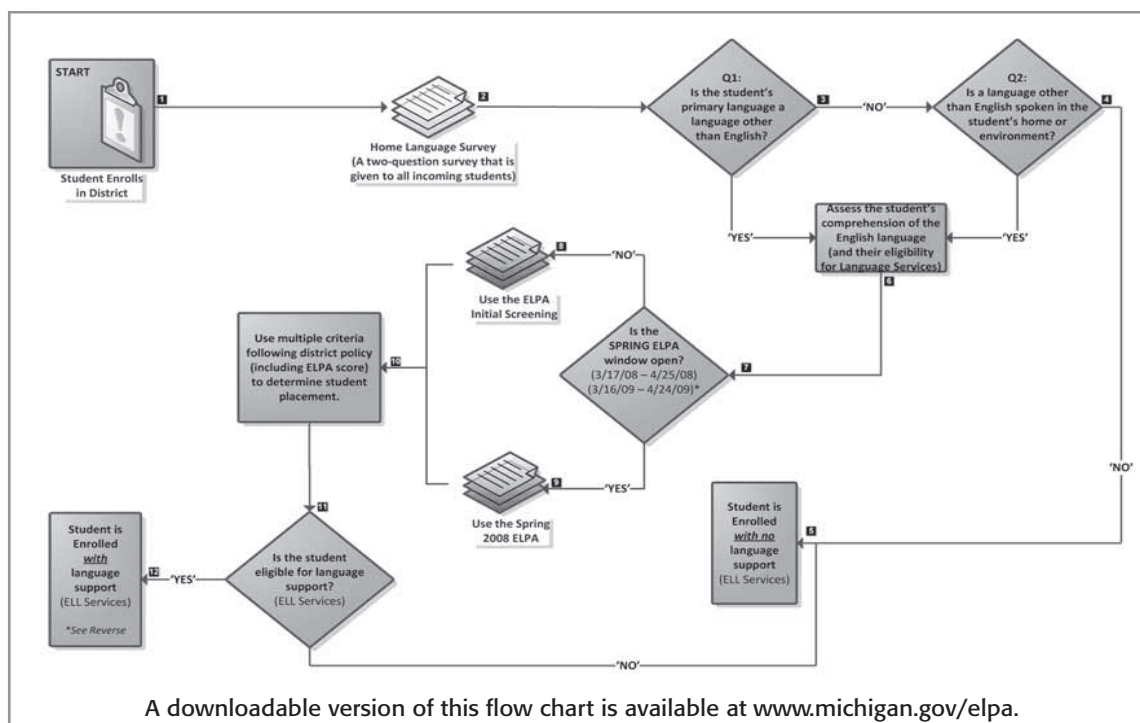 START
1
Student Enrolls
in District
2
Home Language Survey
(A two-question survey that is
given to all incoming students)
Q1:
Is the student's
primary language a
language other
than English?
3
'NO'
Q2:
Is a language other
than English spoken in the
student's home or
environment?
4
'YES'
'YES'
Assess the student's
comprehension of the
English language
(and their eligibility
for Language Services)
6
8
'NO'
Use the ELPA
Initial Screening
Is the
SPRING ELPA
window open?
(3/17/08 – 4/25/08)
(3/16/09 – 4/24/09)*
7
Use multiple criteria
following district policy
(including ELPA score)
to determine student
placement.
10
9
'YES'
Use the Spring
2008 ELPA
'NO'
11
Is the student
eligible for language
support?
(ELL Services)
12
'YES'
Student is
Enrolled
with
language
support
(ELL Services)
*See Reverse
Student is
Enrolled
with no
language
support
(ELL Services)
5
'NO'
A downloadable version of this flow chart is available at www.michigan.gov/elpa.